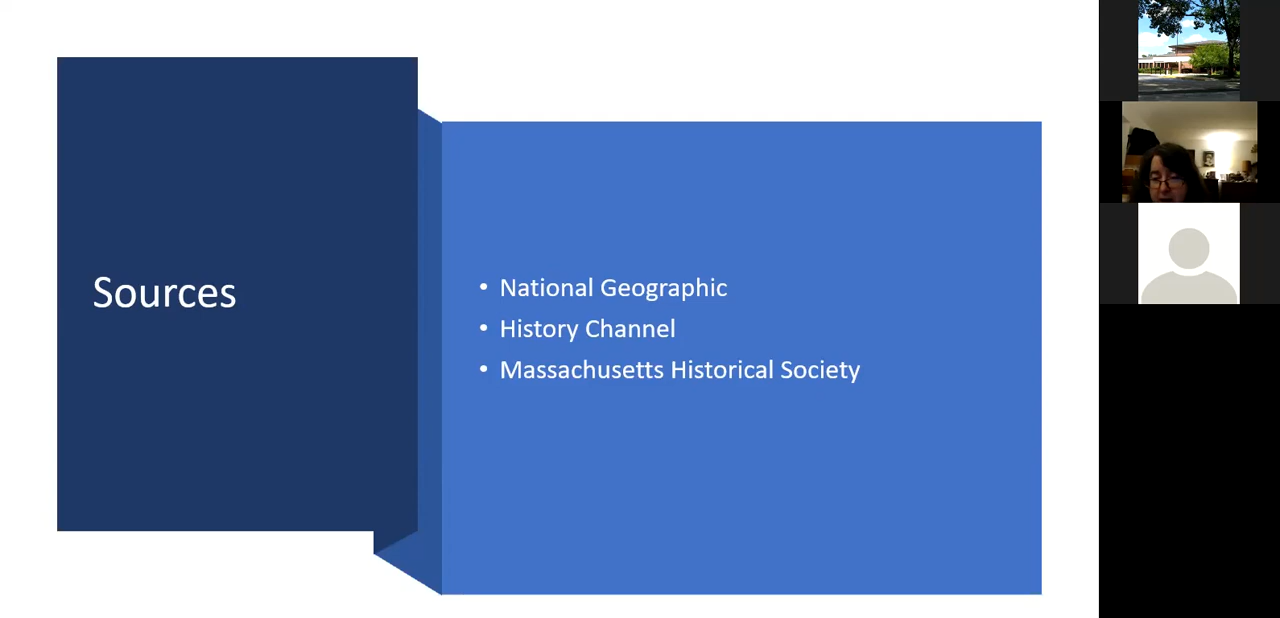 Sources
• National Geographic
• History Channel
• Massachusetts Historical Society